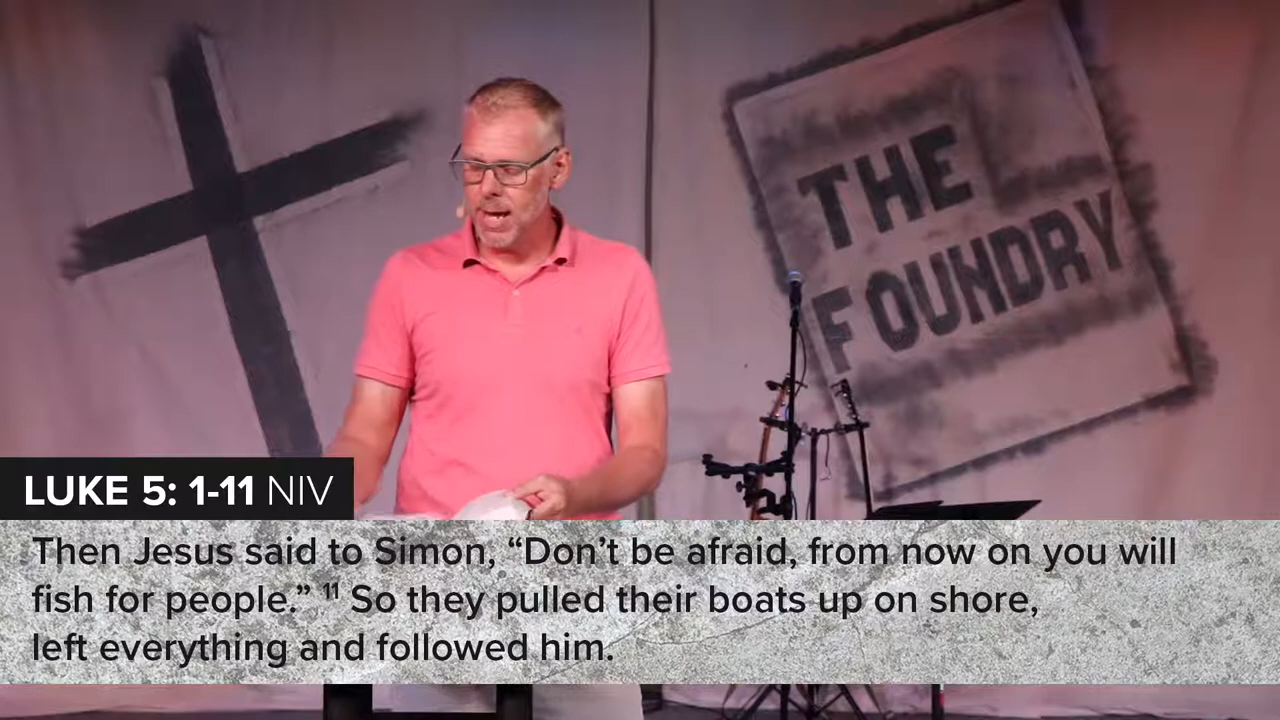 THE
FOUNDRY
LUKE 5: 1-11 NIV
Then Jesus said to Simon, “Don’t be afraid, from now on you will
fish for people.” ¹¹ So they pulled their boats up on shore,
left everything and followed him.